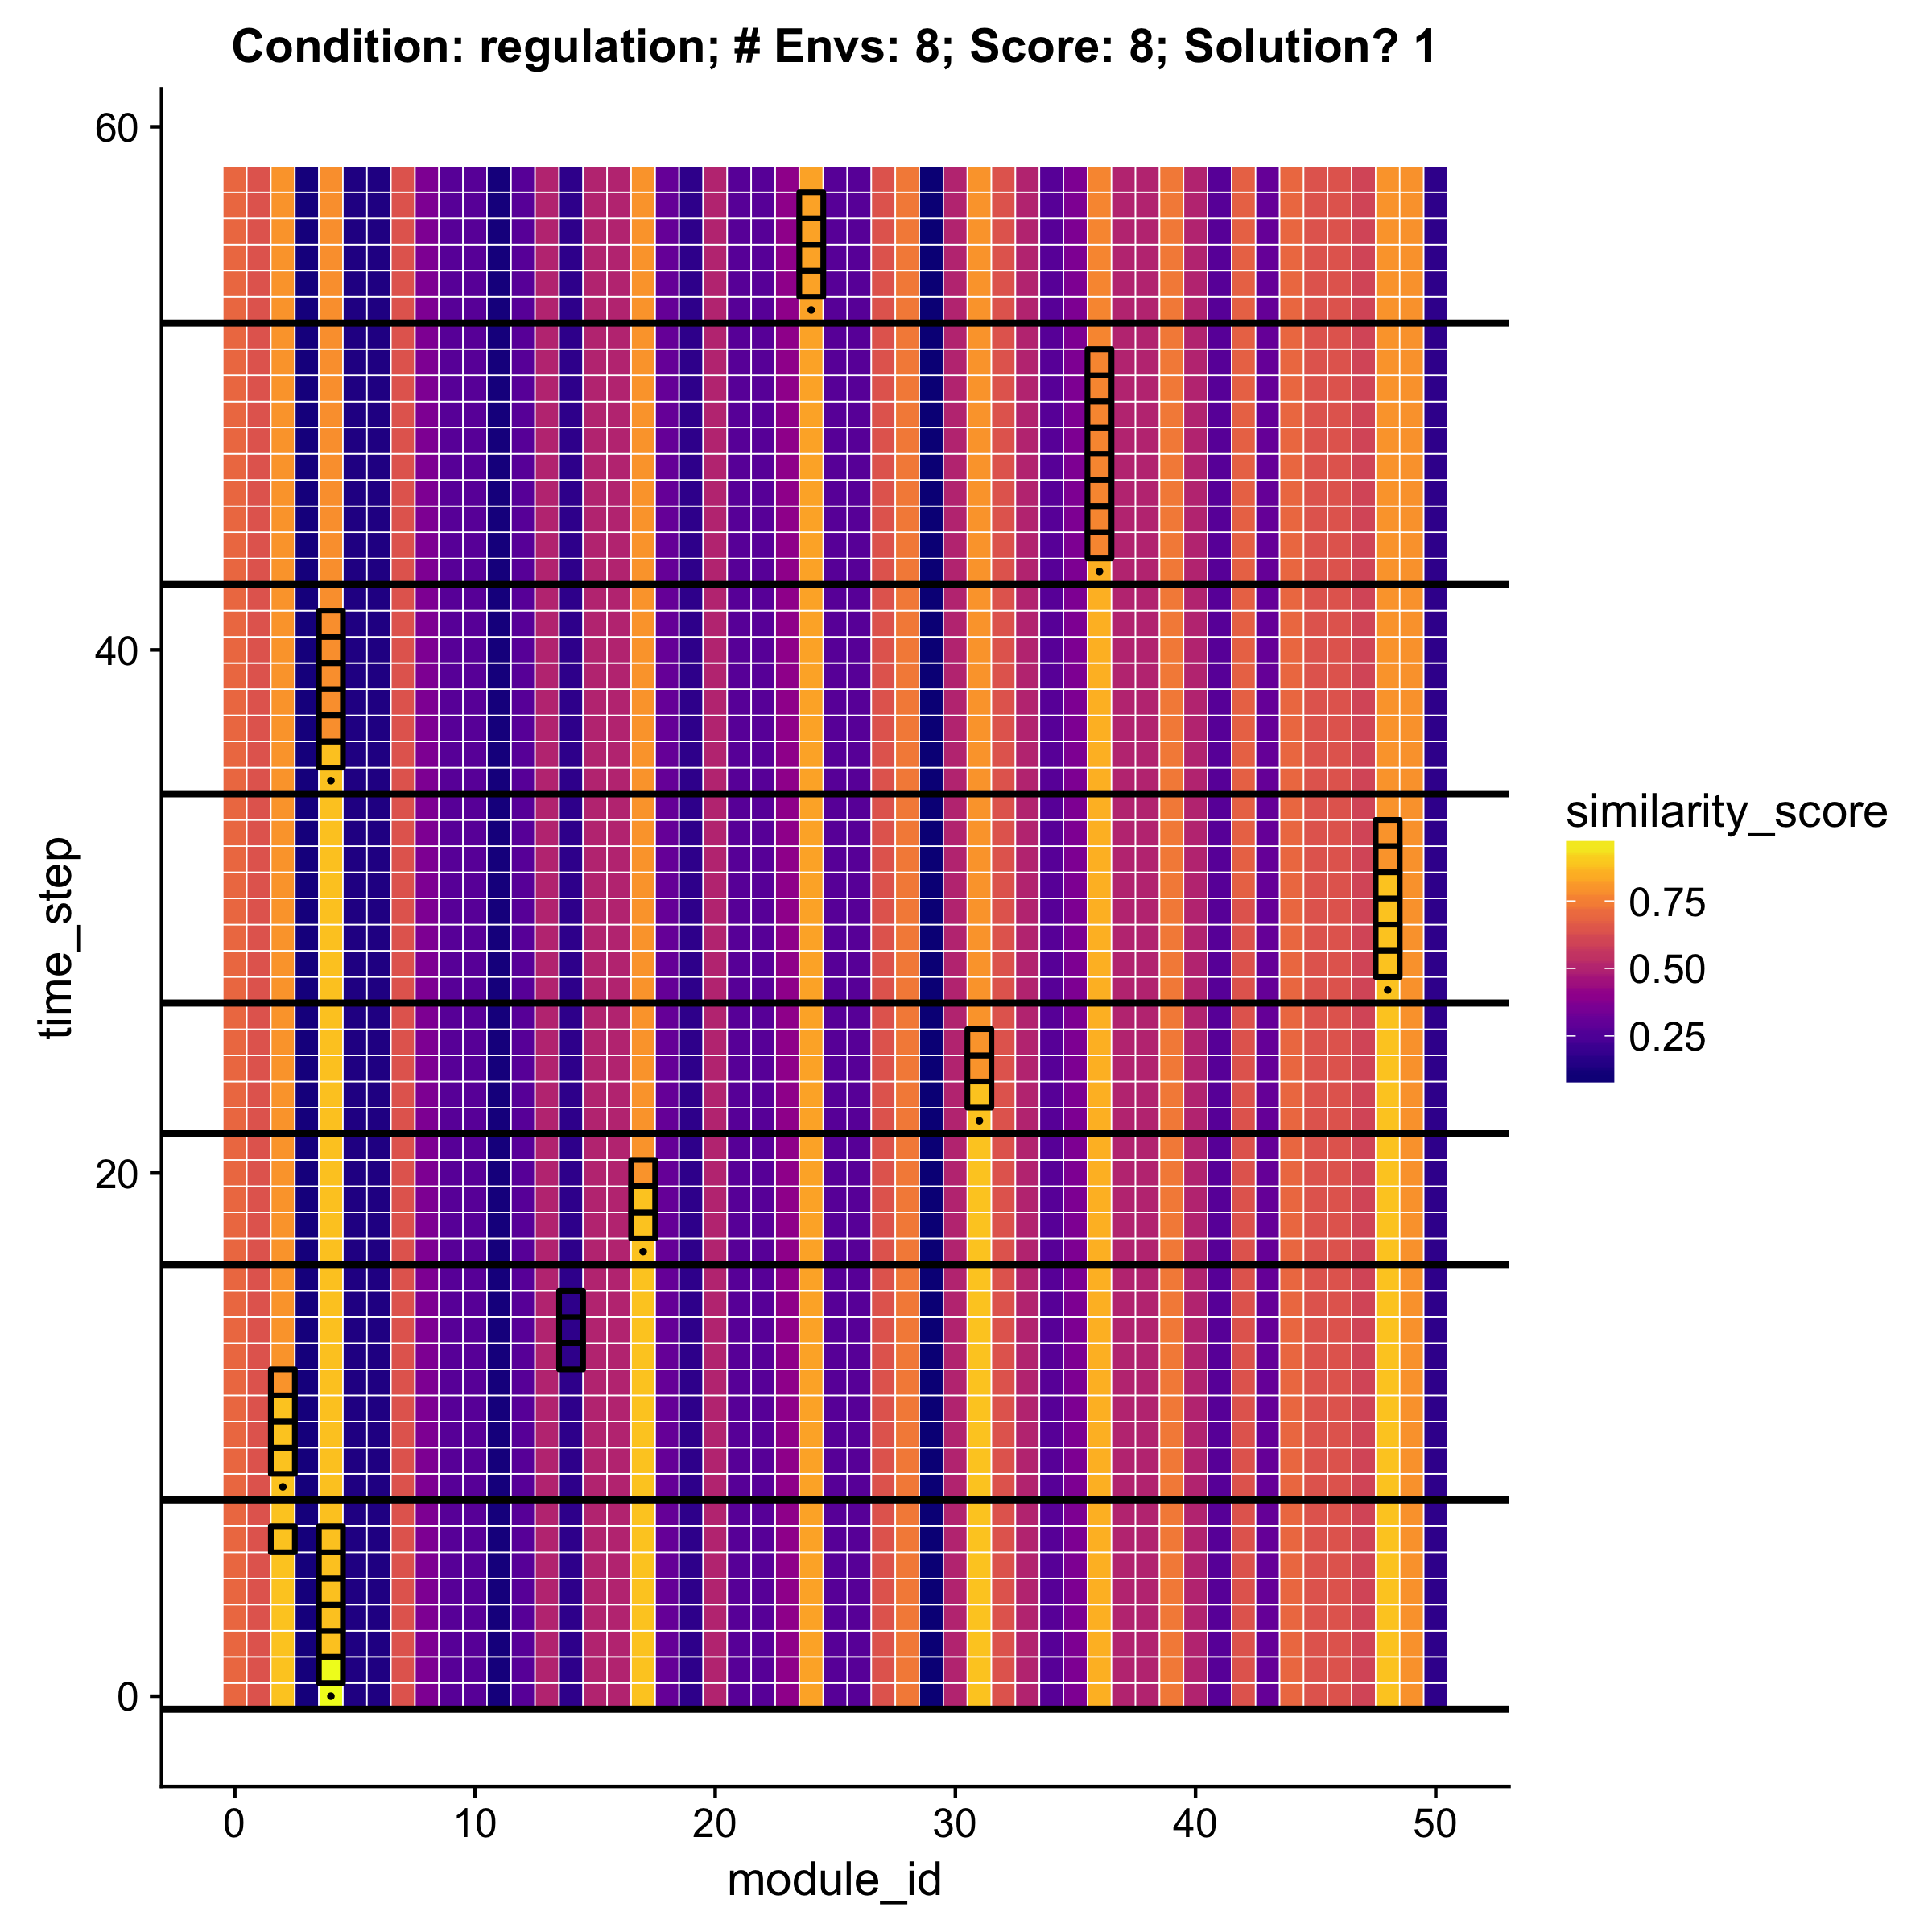 Condition: regulation; # Envs: 8; Score: 8; Solution? 1
60
40
20
0
time_step
0 10 20 30 40 50
module_id
similarity_score
0.75
0.50
0.25